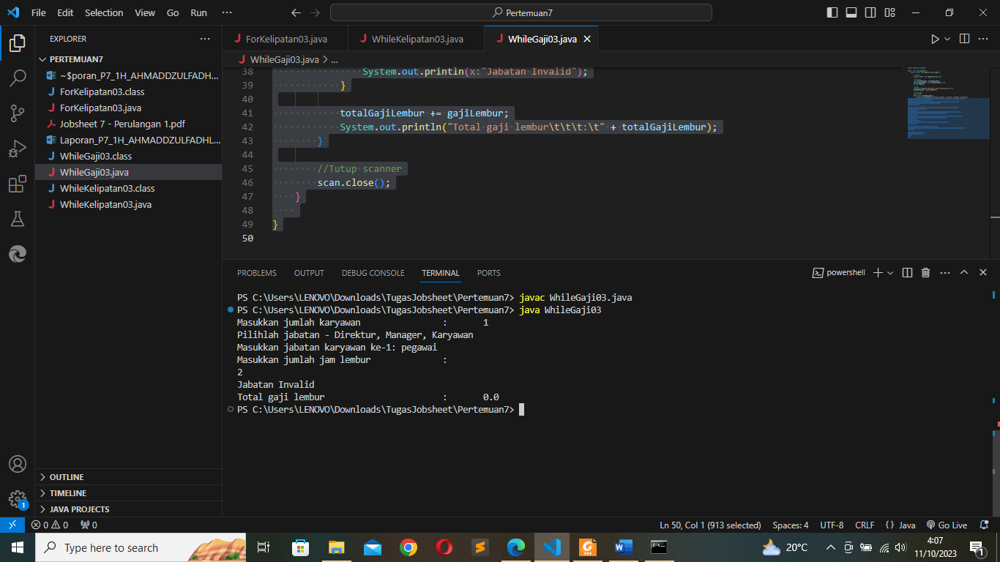 File Edit Selection View Go Run ··· Pertemuan7
EXPLORER ···
PERTEMUAN7
~$poran_P7_1H_AHMADDZULFADH...
ForKelipatan03.class
ForKelipatan03.java
Jobsheet 7 - Perulangan 1.pdf
Laporan_P7_1H_AHMADDZULFADHL...
WhileGaji03.class
WhileGaji03.java
WhileKelipatan03.class
WhileKelipatan03.java
OUTLINE
TIMELINE
JAVA PROJECTS
ForKelipatan03.java WhileKelipatan03.java WhileGaji03.java
WhileGaji03.java > ...
38 System.out.println(x:"Jabatan Invalid");
39 }
40
41 totalGajiLembur += gajiLembur;
42 System.out.println("Total gaji lembur\t\t\t:\t" + totalGajiLembur);
43 }
44
45 //Tutup scanner
46 scan.close();
47 }
48
49 }
50
PROBLEMS OUTPUT DEBUG CONSOLE TERMINAL PORTS powershell
PS C:\Users\LENOVO\Downloads\TugasJobsheet\Pertemuan7> javac WhileGaji03.java
PS C:\Users\LENOVO\Downloads\TugasJobsheet\Pertemuan7> java WhileGaji03
Masukkan jumlah karyawan : 1
Pilihlah jabatan - Direktur, Manager, Karyawan
Masukkan jabatan karyawan ke-1: pegawai
Masukkan jumlah jam lembur :
2
Jabatan Invalid
Total gaji lembur : 0.0
PS C:\Users\LENOVO\Downloads\TugasJobsheet\Pertemuan7>
1
0 0 0 Ln 50, Col 1 (913 selected) Spaces: 4 UTF-8 CRLF {} Java Go Live
Type here to search 20°C 4:07
11/10/2023 1